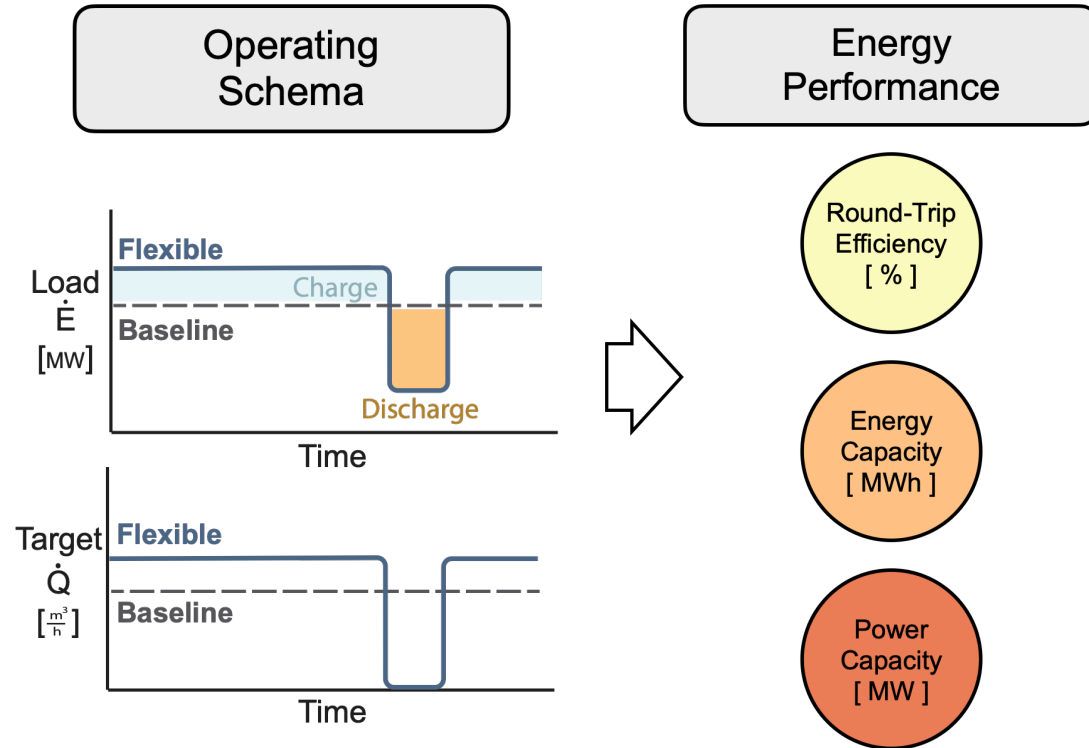 Operating
Schema
Energy
Performance
Flexible
Load
Ė
[MW]
Charge
Baseline
Discharge
Time
Target
Q̇
[m³/h]
Flexible
Baseline
Time
Round-Trip
Efficiency
[ % ]
Energy
Capacity
[ MWh ]
Power
Capacity
[ MW ]